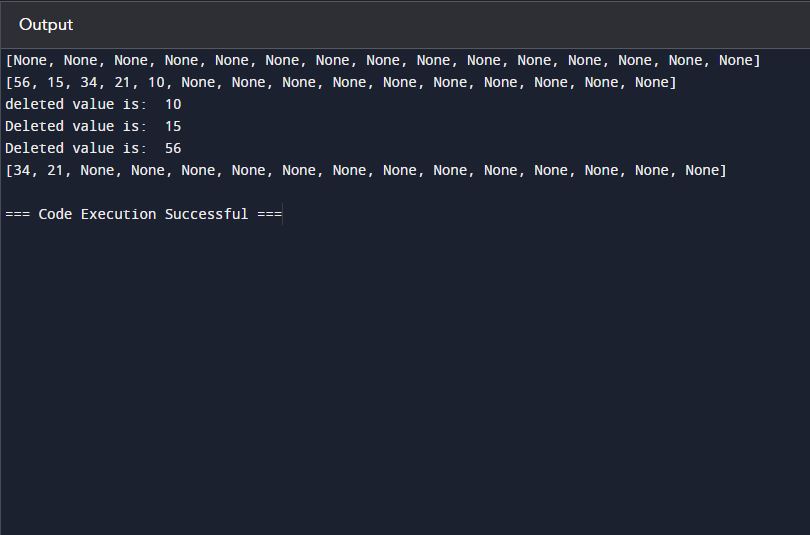 Output
[None, None, None, None, None, None, None, None, None, None, None, None, None, None, None]
[56, 15, 34, 21, 10, None, None, None, None, None, None, None, None, None, None]
deleted value is:  10
Deleted value is:  15
Deleted value is:  56
[34, 21, None, None, None, None, None, None, None, None, None, None, None, None, None]
=== Code Execution Successful ===